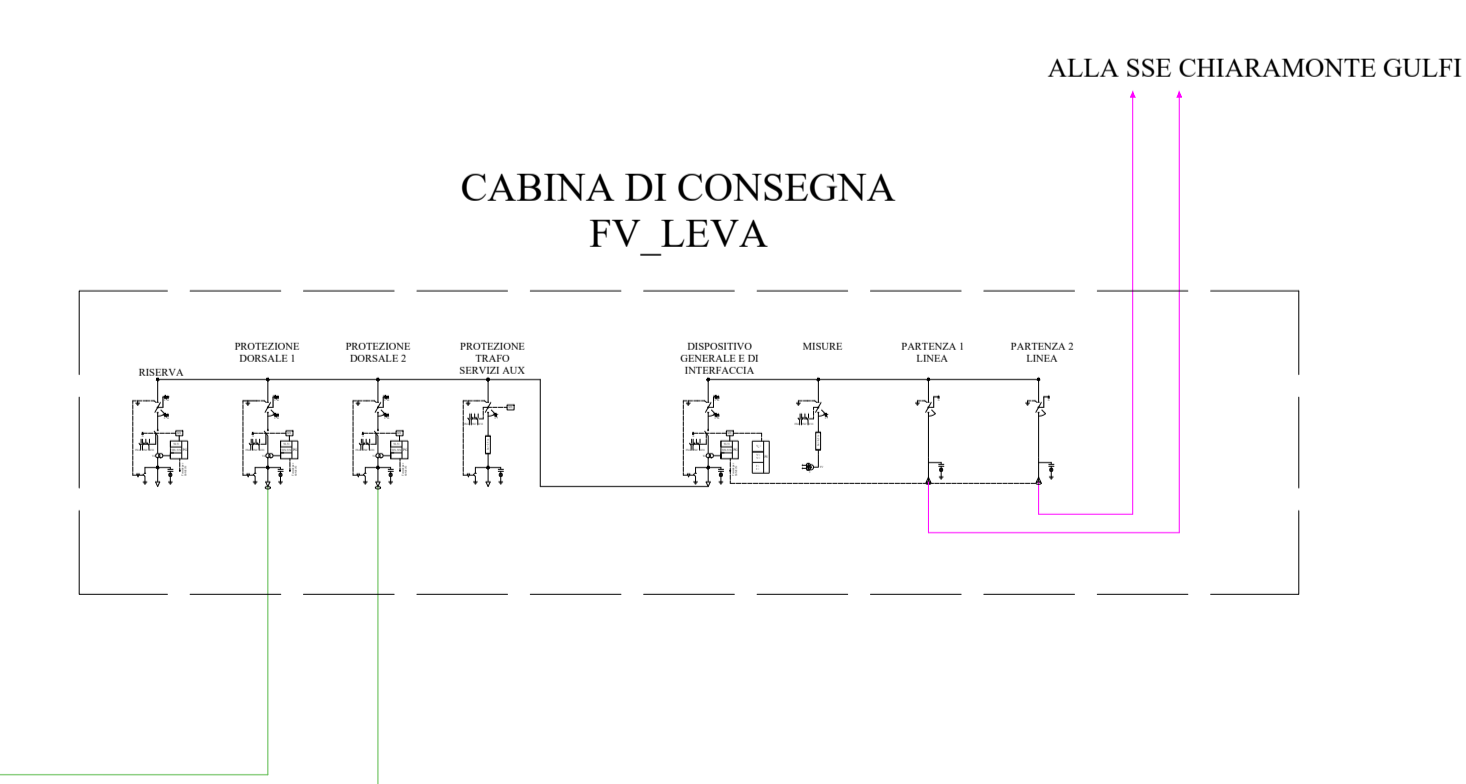 ALLA SSE CHIARAMONTE GULFI
CABINA DI CONSEGNA
FV_LEVA
RISERVA
PROTEZIONE
DORSALE 1
PROTEZIONE
DORSALE 2
PROTEZIONE
TRAFO
SERVIZI AUX
DISPOSITIVO
GENERALE E DI
INTERFACCIA
MISURE
PARTENZA 1
LINEA
PARTENZA 2
LINEA